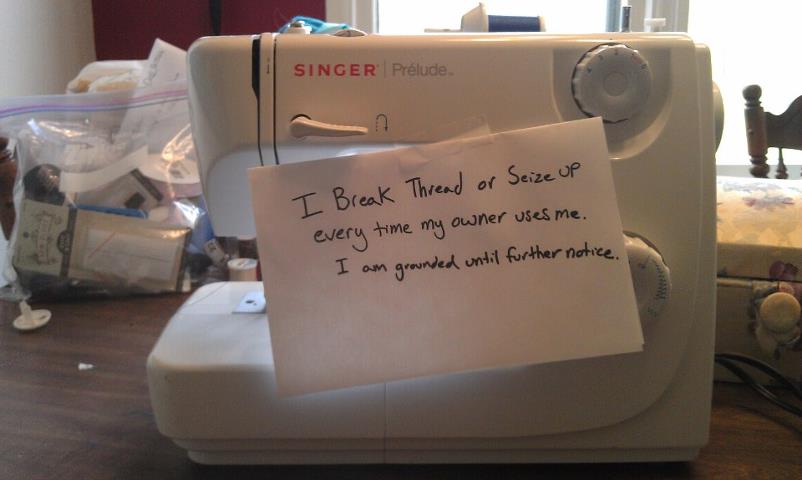 SINGER | Prélude
I Break Thread or Seize up
every time my owner uses me.
I am grounded until further notice.